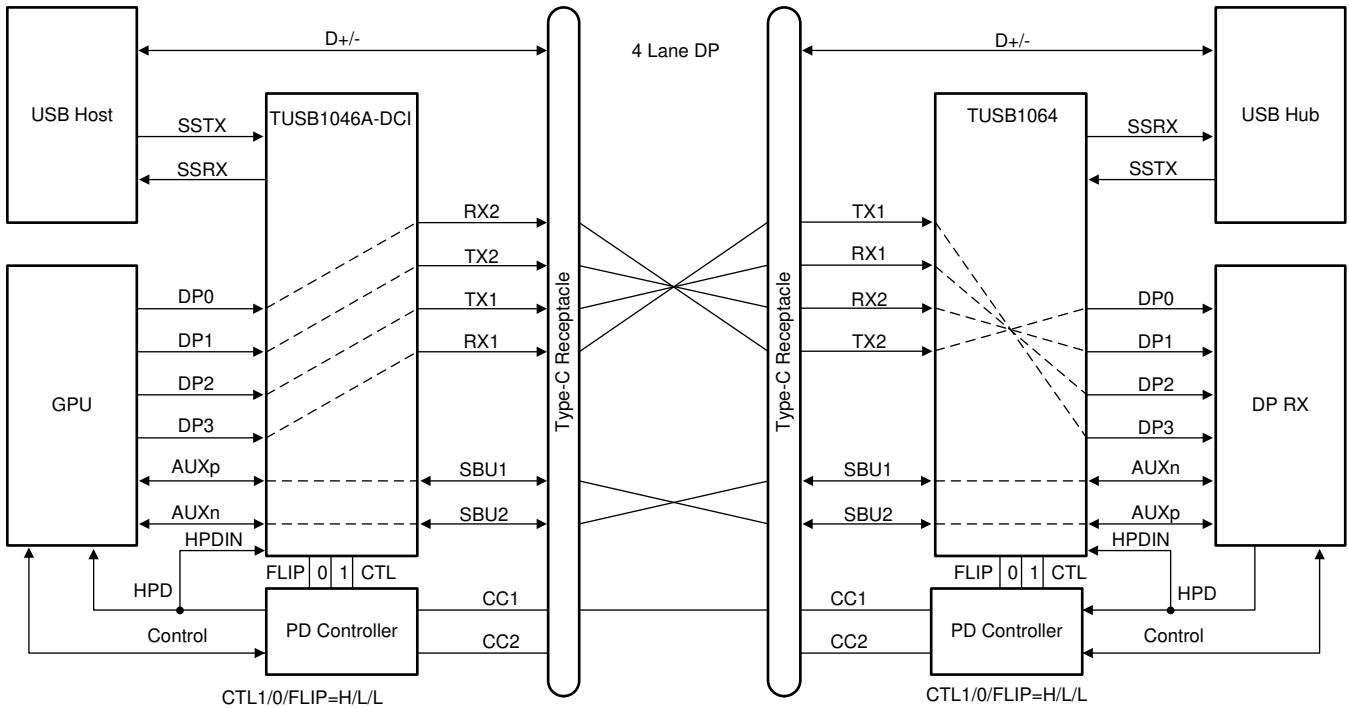 D+/-
4 Lane DP
D+/-
USB Host
TUSB1046A-DCI
TUSB1064
USB Hub
SSTX
SSRX
SSRX
SSTX
RX2
TX1
TX2
RX1
DP0
TX1
RX2
DP0
DP1
RX1
TX2
DP1
DP2
DP2
GPU
DP RX
DP3
DP3
Type-C Receptacle
Type-C Receptacle
AUXp
SBU1
SBU1
AUXn
AUXn
SBU2
SBU2
AUXp
HPDIN
HPDIN
FLIP 0 1 CTL
FLIP 0 1 CTL
HPD
CC1
CC1
HPD
PD Controller
PD Controller
Control
CC2
CC2
Control
CTL1/0/FLIP=H/L/L
CTL1/0/FLIP=H/L/L